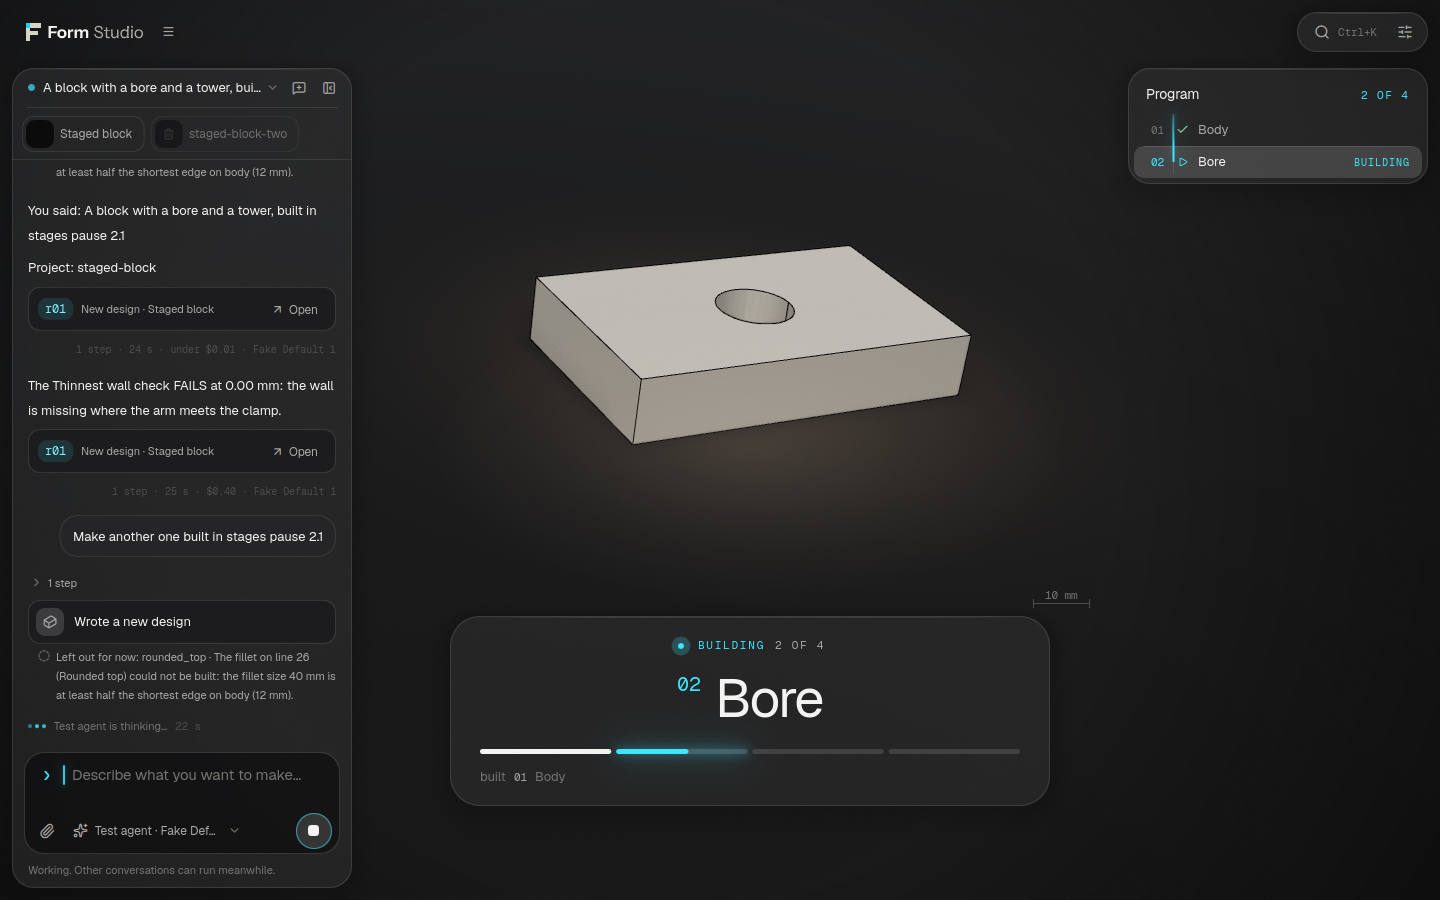 Form Studio
Ctrl+K
A block with a bore and a tower, bui...
Staged block
staged-block-two
at least half the shortest edge on body (12 mm).
You said: A block with a bore and a tower, built in
stages pause 2.1
Project: staged-block
r01 New design · Staged block Open
1 step · 24 s · under $0.01 · Fake Default 1
The Thinnest wall check FAILS at 0.00 mm: the wall
is missing where the arm meets the clamp.
r01 New design · Staged block Open
1 step · 25 s · $0.40 · Fake Default 1
Make another one built in stages pause 2.1
1 step
Wrote a new design
Left out for now: rounded_top · The fillet on line 26
(Rounded top) could not be built: the fillet size 40 mm is
at least half the shortest edge on body (12 mm).
Test agent is thinking... 22 s
Describe what you want to make...
Test agent · Fake Def...
Working. Other conversations can run meanwhile.
10 mm
BUILDING 2 OF 4
02 Bore
built 01 Body
Program 2 OF 4
01 Body
02 Bore BUILDING